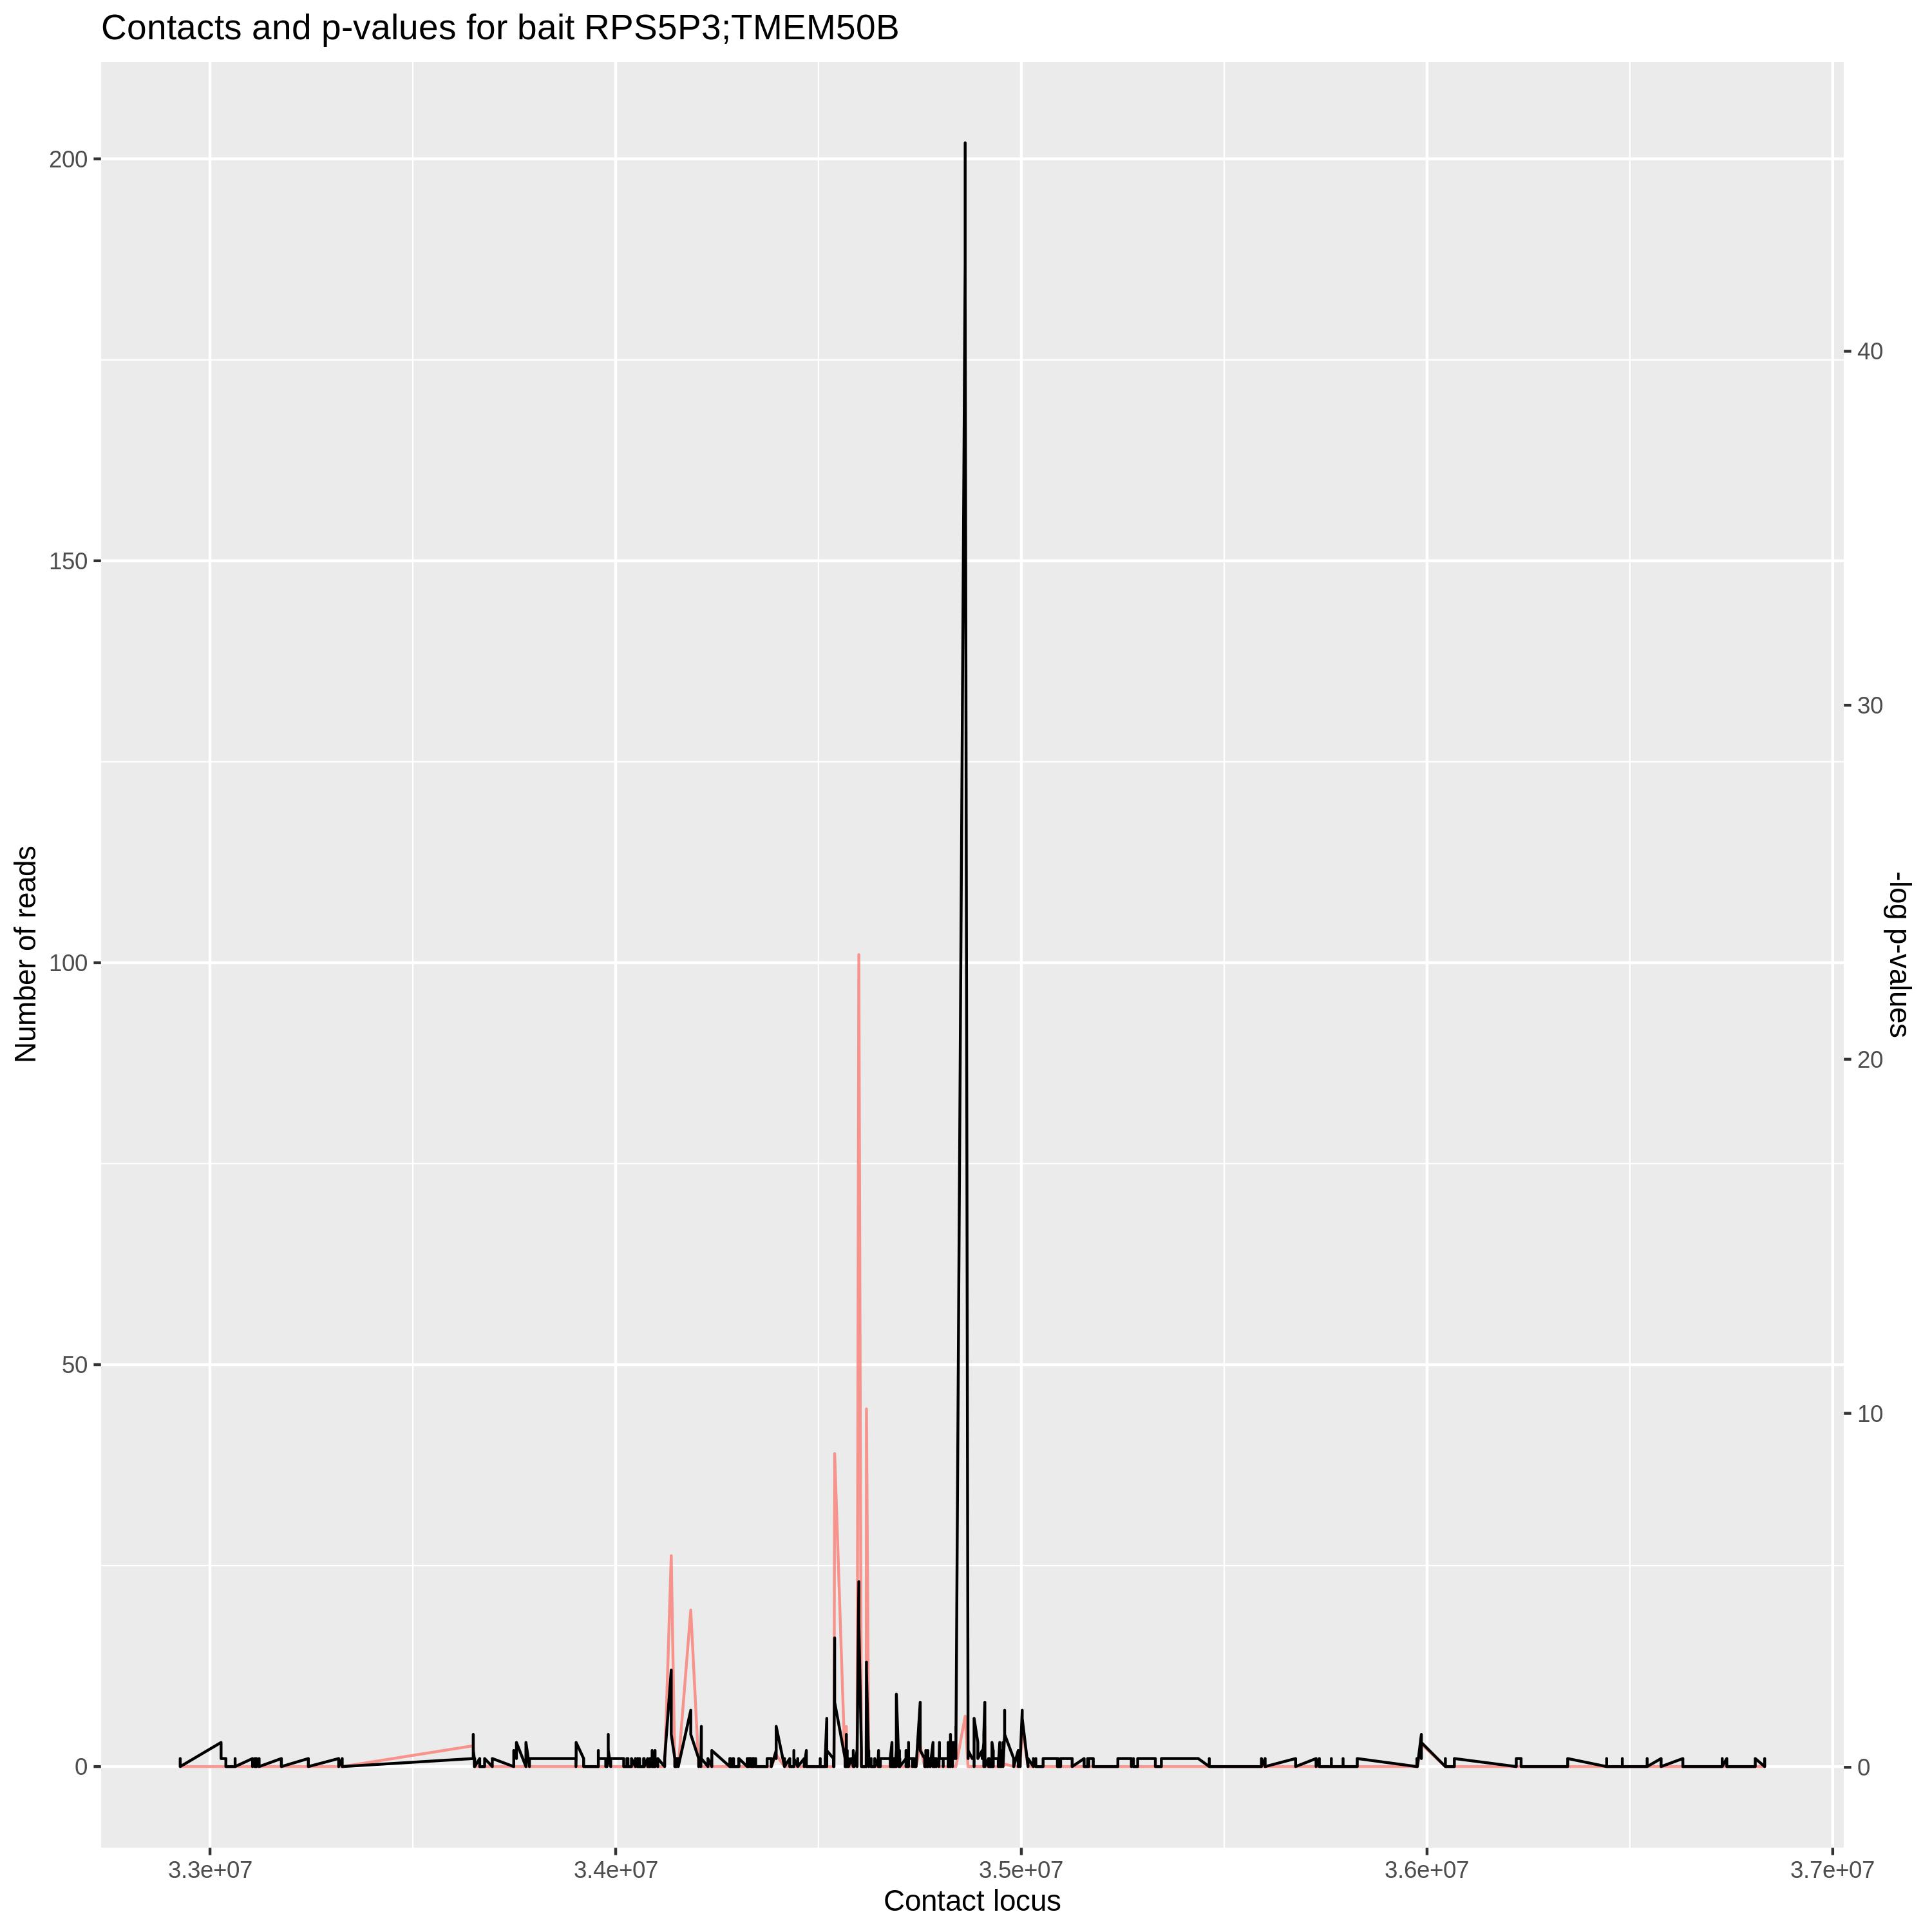 Contacts and p-values for bait RPS5P3;TMEM50B
200
150
100
50
0
Number of reads
40
30
20
10
0
-log p-values
3.3e+07
3.4e+07
3.5e+07
3.6e+07
3.7e+07
Contact locus